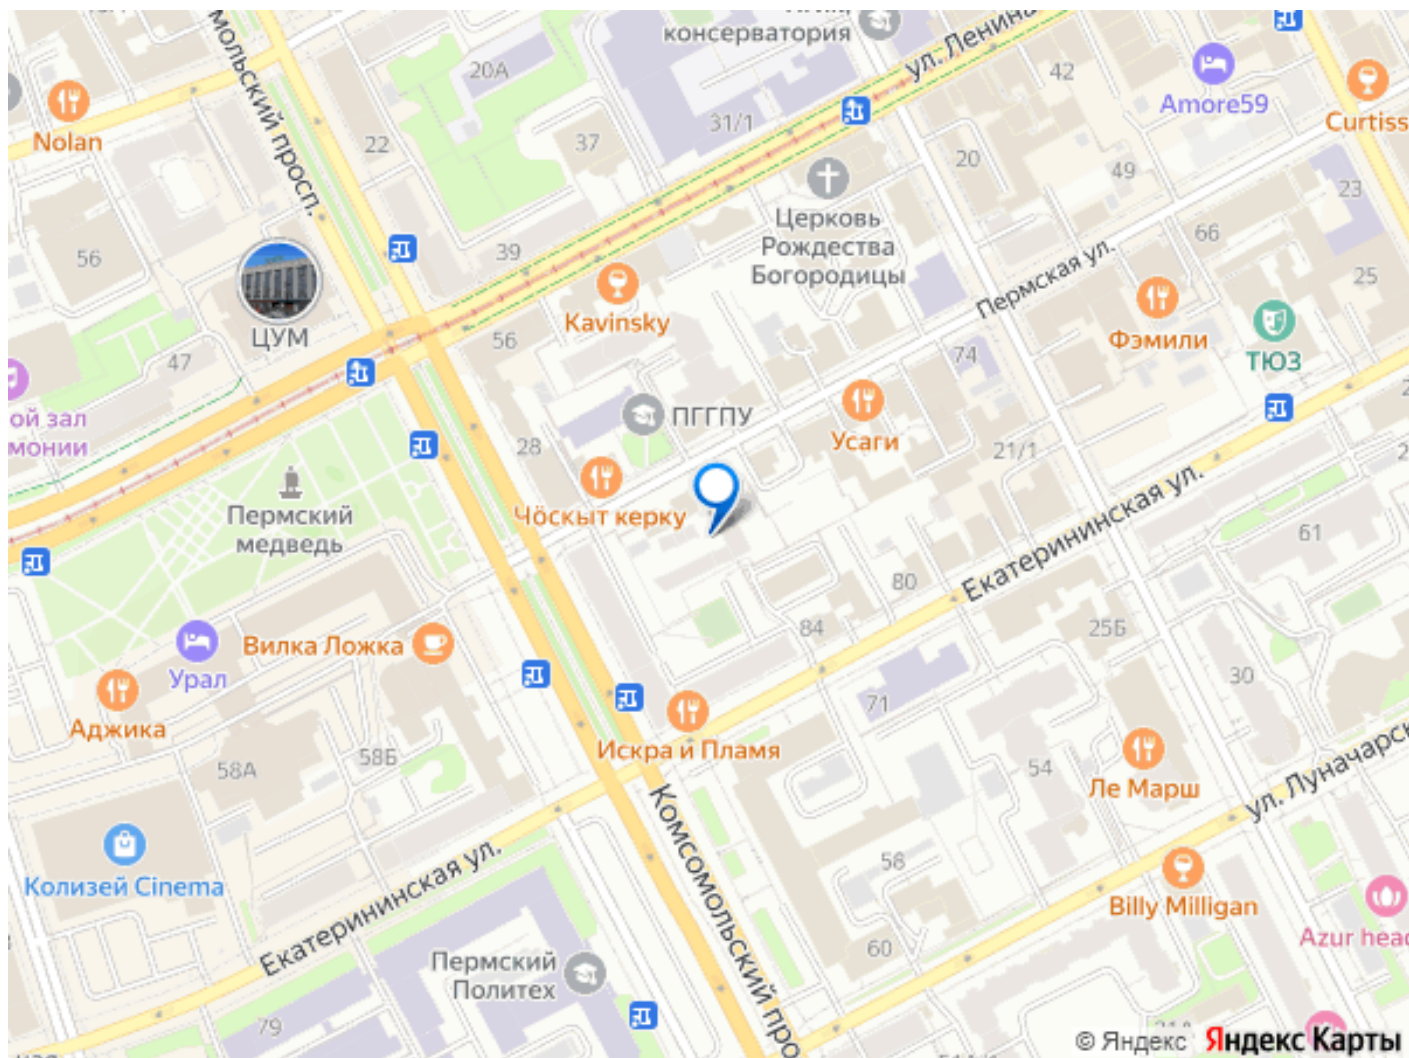 консерватория
ул. Ленина
42
Amore59
Curtiss
20А
Nolan
22
37
31/1
20
49
23
мольский просп.
56
39
Церковь
Рождества
Богородицы
66
Пермская ул.
25
ЦУМ
Kavinsky
56
47
74
Фэмили
ТЮЗ
ой зал
монии
ПГГПУ
Усаги
28
21/1
Пермский
медведь
Чӧскыт керку
Екатерининская ул.
61
80
84
25Б
Вилка Ложка
Урал
30
Аджика
71
Искра и Пламя
58А
58Б
54
Ле Марш
ул. Луначарск
Колизей Cinema
Комсомольский про
58
Billy Milligan
Екатерининская ул.
60
Azur head
Пермский
Политех
79
© Яндекс Яндекс Карты